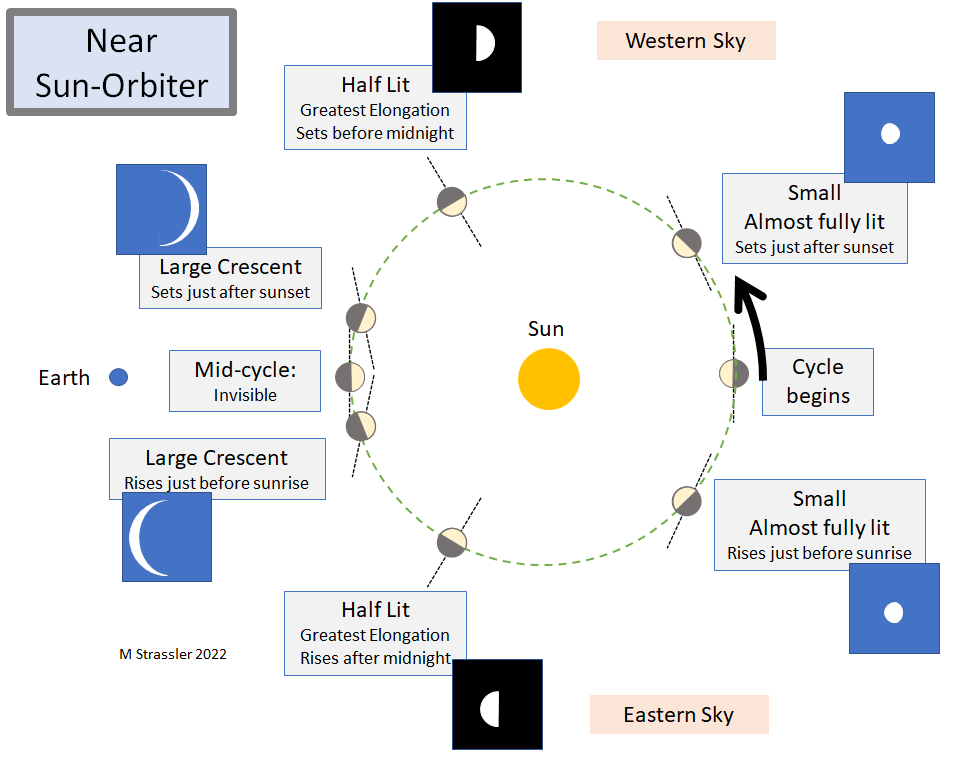 Near
Sun-Orbiter
Western Sky
Half Lit
Greatest Elongation
Sets before midnight
Small
Almost fully lit
Sets just after sunset
Large Crescent
Sets just after sunset
Sun
Earth
Mid-cycle:
Invisible
Cycle
begins
Large Crescent
Rises just before sunrise
Small
Almost fully lit
Rises just before sunrise
Half Lit
Greatest Elongation
Rises after midnight
M Strassler 2022
Eastern Sky